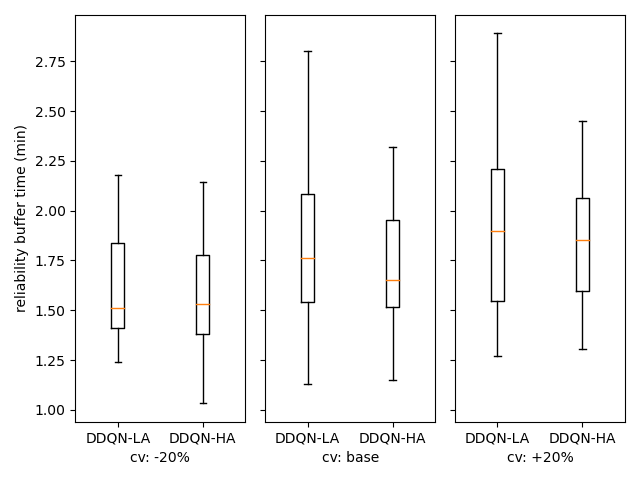 reliability buffer time (min)
2.75
2.50
2.25
2.00
1.75
1.50
1.25
1.00
DDQN-LA DDQN-HA
cv: -20%
DDQN-LA DDQN-HA
cv: base
DDQN-LA DDQN-HA
cv: +20%